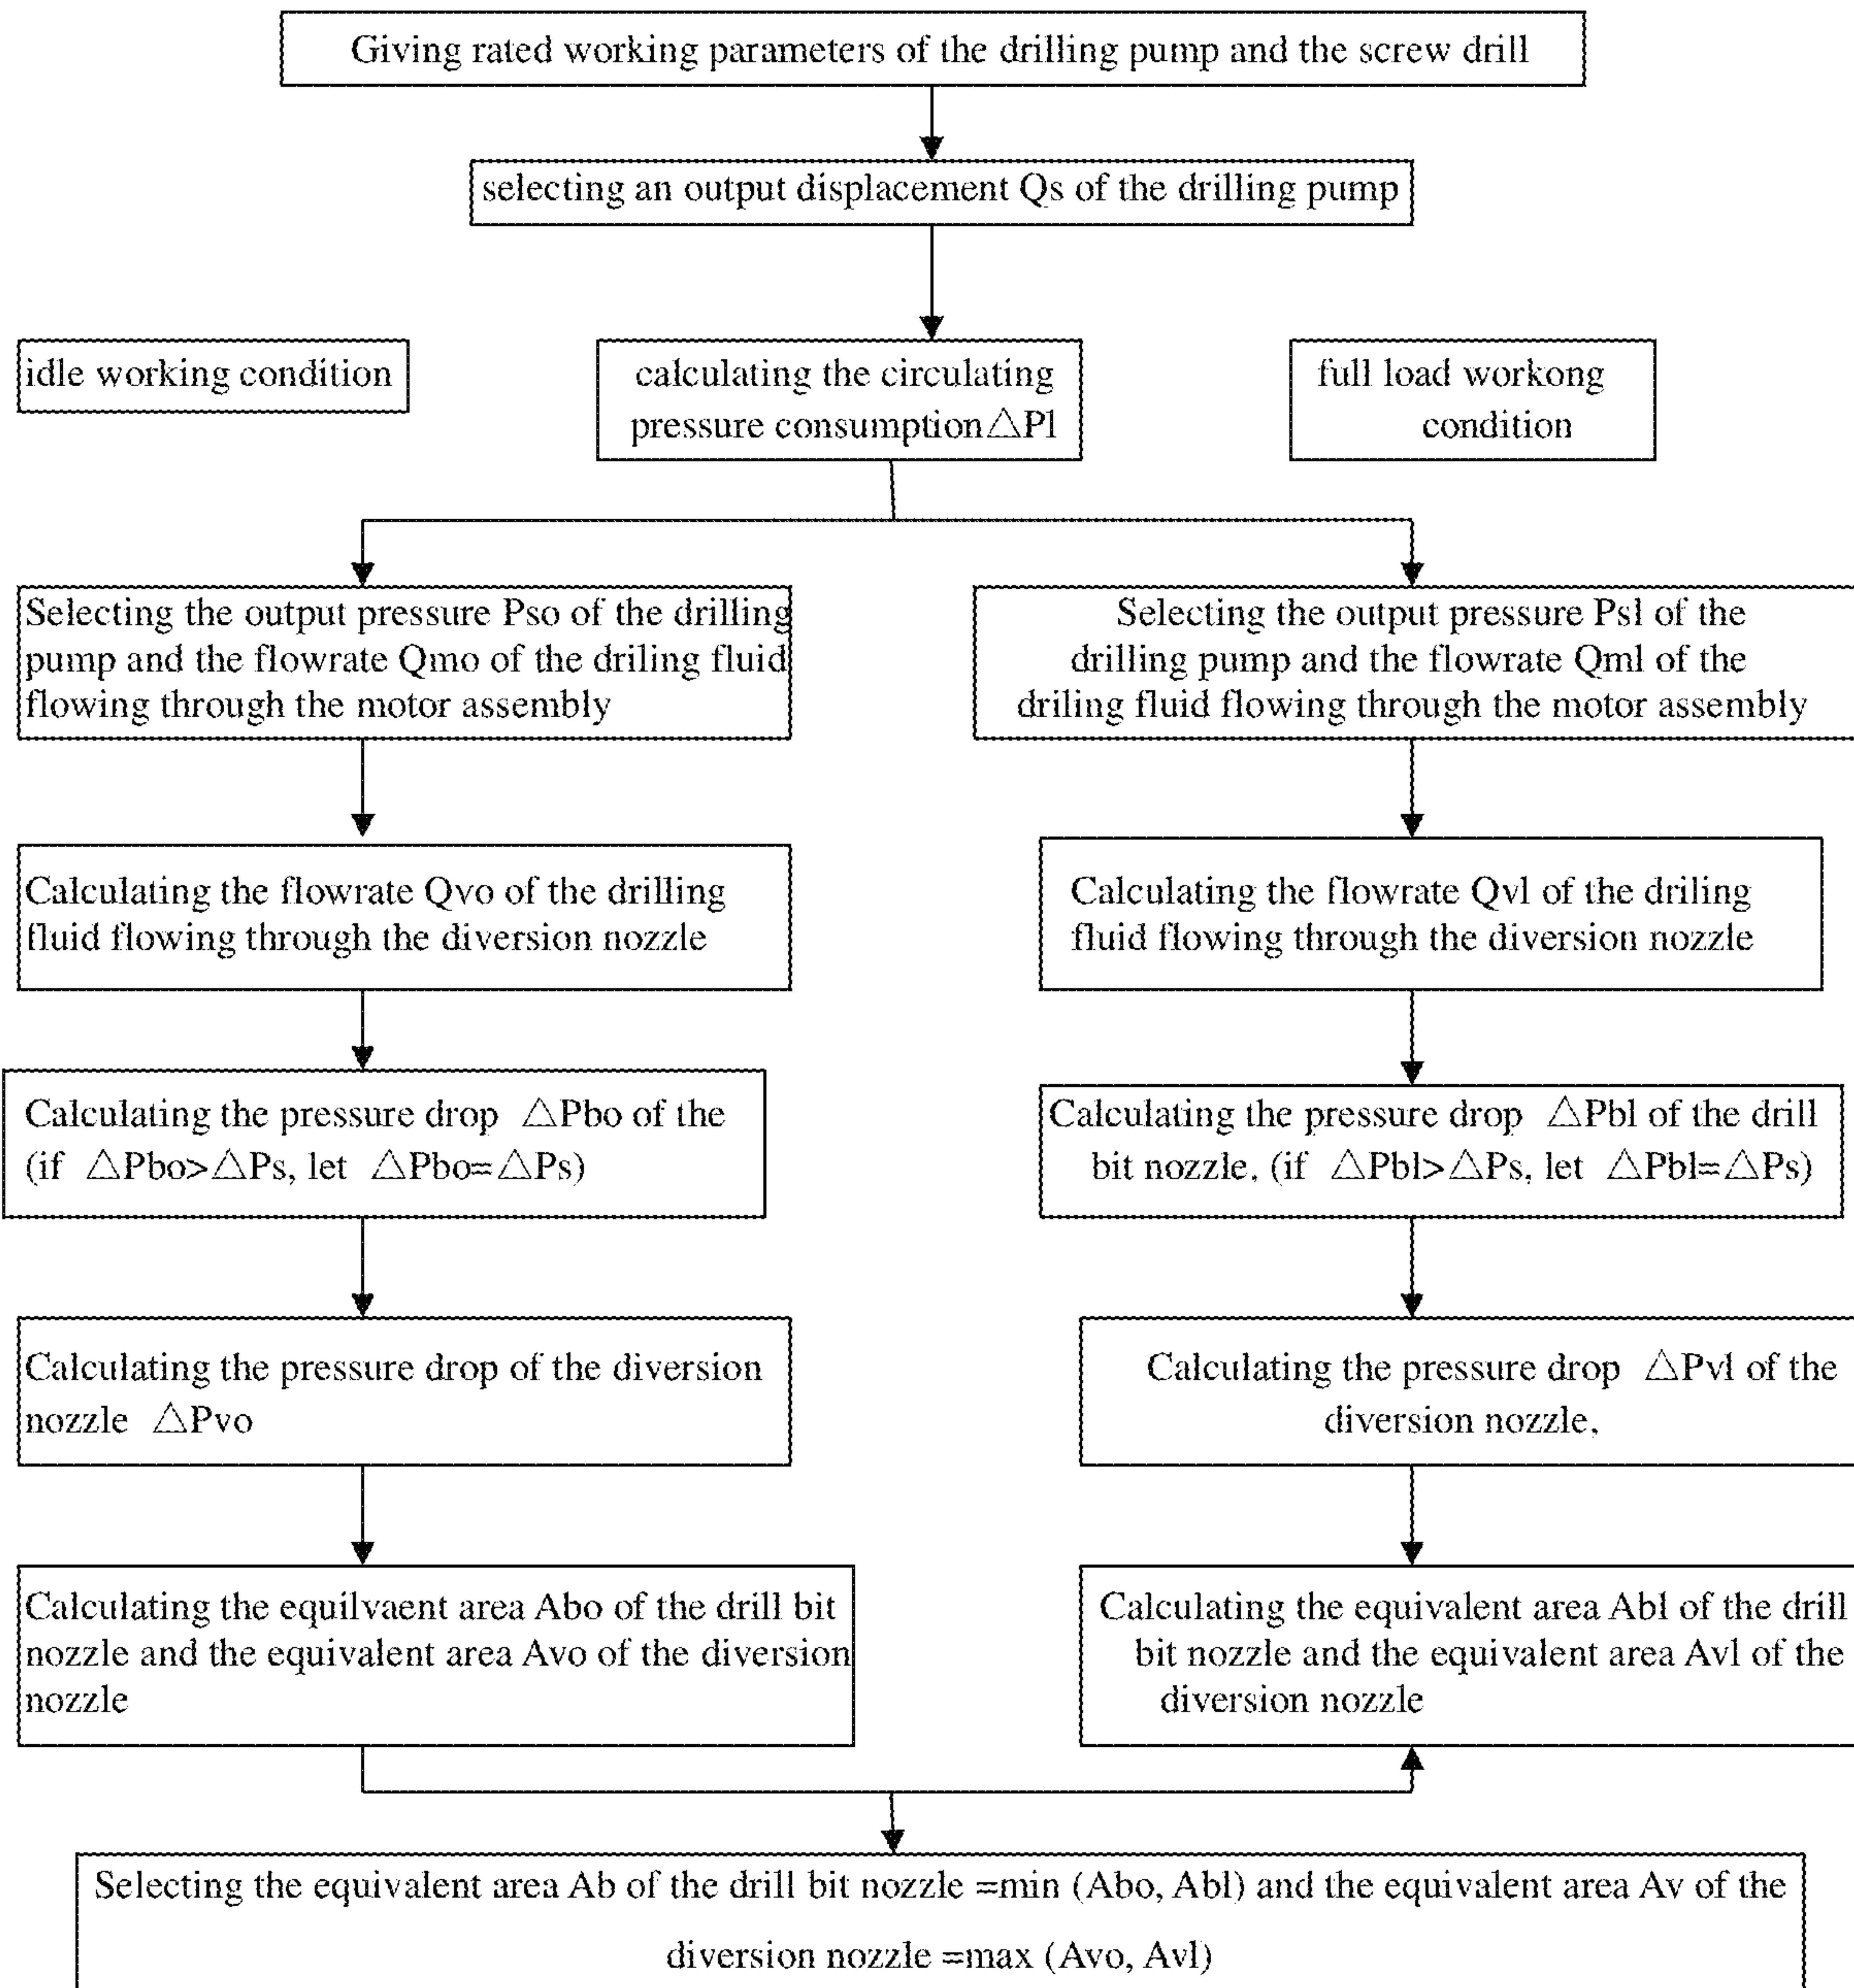 Giving rated working parameters of the drilling pump and the screw drill
selecting an output displacement Qs of the drilling pump
idle working condition
calculating the circulating
pressure consumption△Pl
full load workong
condition
Selecting the output pressure Pso of the drilling
pump and the flowrate Qmo of the driling fluid
flowing through the motor assembly
Selecting the output pressure Psl of the
drilling pump and the flowrate Qml of the
driling fluid flowing through the motor assembly
Calculating the flowrate Qvo of the drilling
fluid flowing through the diversion nozzle
Calculating the flowrate Qvl of the driling
fluid flowing through the diversion nozzle
Calculating the pressure drop △Pbo of the
(if △Pbo>△Ps, let △Pbo=△Ps)
Calculating the pressure drop △Pbl of the drill
bit nozzle, (if △Pbl>△Ps, let △Pbl=△Ps)
Calculating the pressure drop of the diversion
nozzle △Pvo
Calculating the pressure drop △Pvl of the
diversion nozzle,
Calculating the equilvaent area Abo of the drill bit
nozzle and the equivalent area Avo of the diversion
nozzle
Calculating the equivalent area Abl of the drill
bit nozzle and the equivalent area Avl of the
diversion nozzle
Selecting the equivalent area Ab of the drill bit nozzle =min (Abo, Abl) and the equivalent area Av of the
diversion nozzle =max (Avo, Avl)